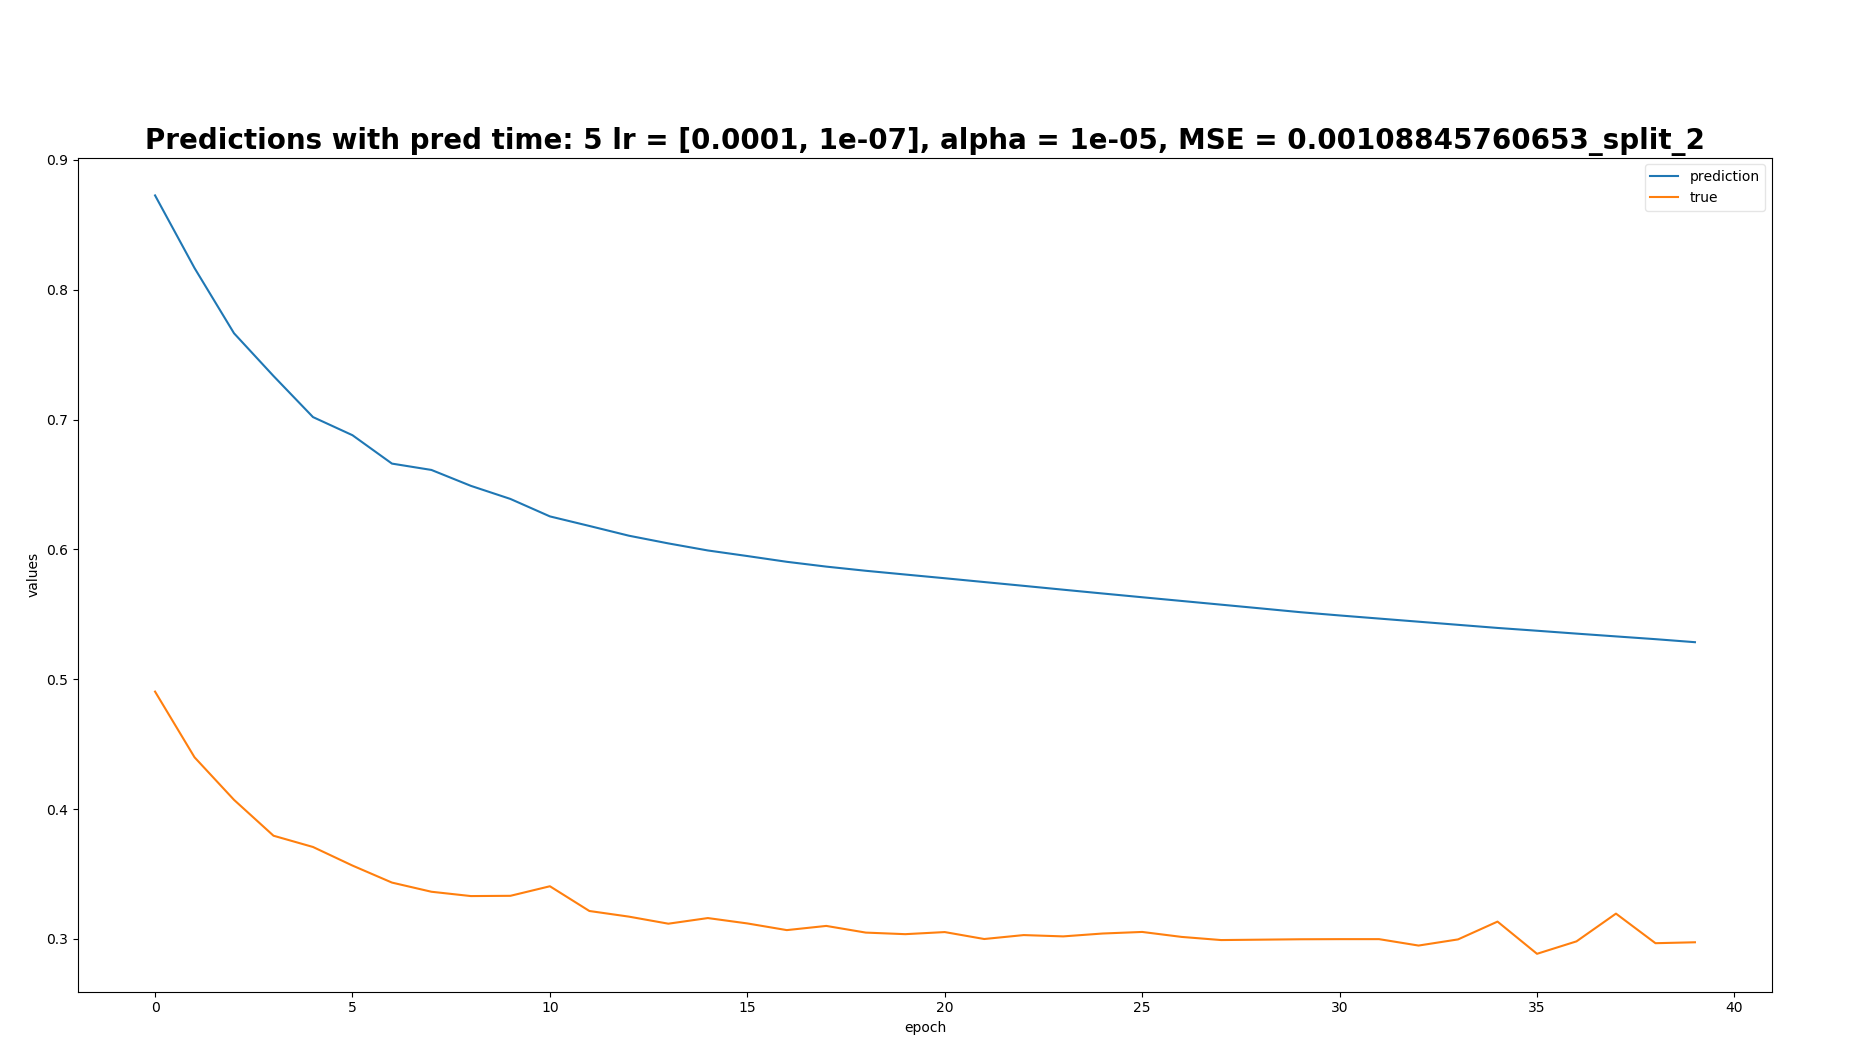 Predictions with pred time: 5 lr = [0.0001, 1e-07], alpha = 1e-05, MSE = 0.00108845760653_split_2
prediction
true
values
0.9
0.8
0.7
0.6
0.5
0.4
0.3
0 5 10 15 20 25 30 35 40
epoch